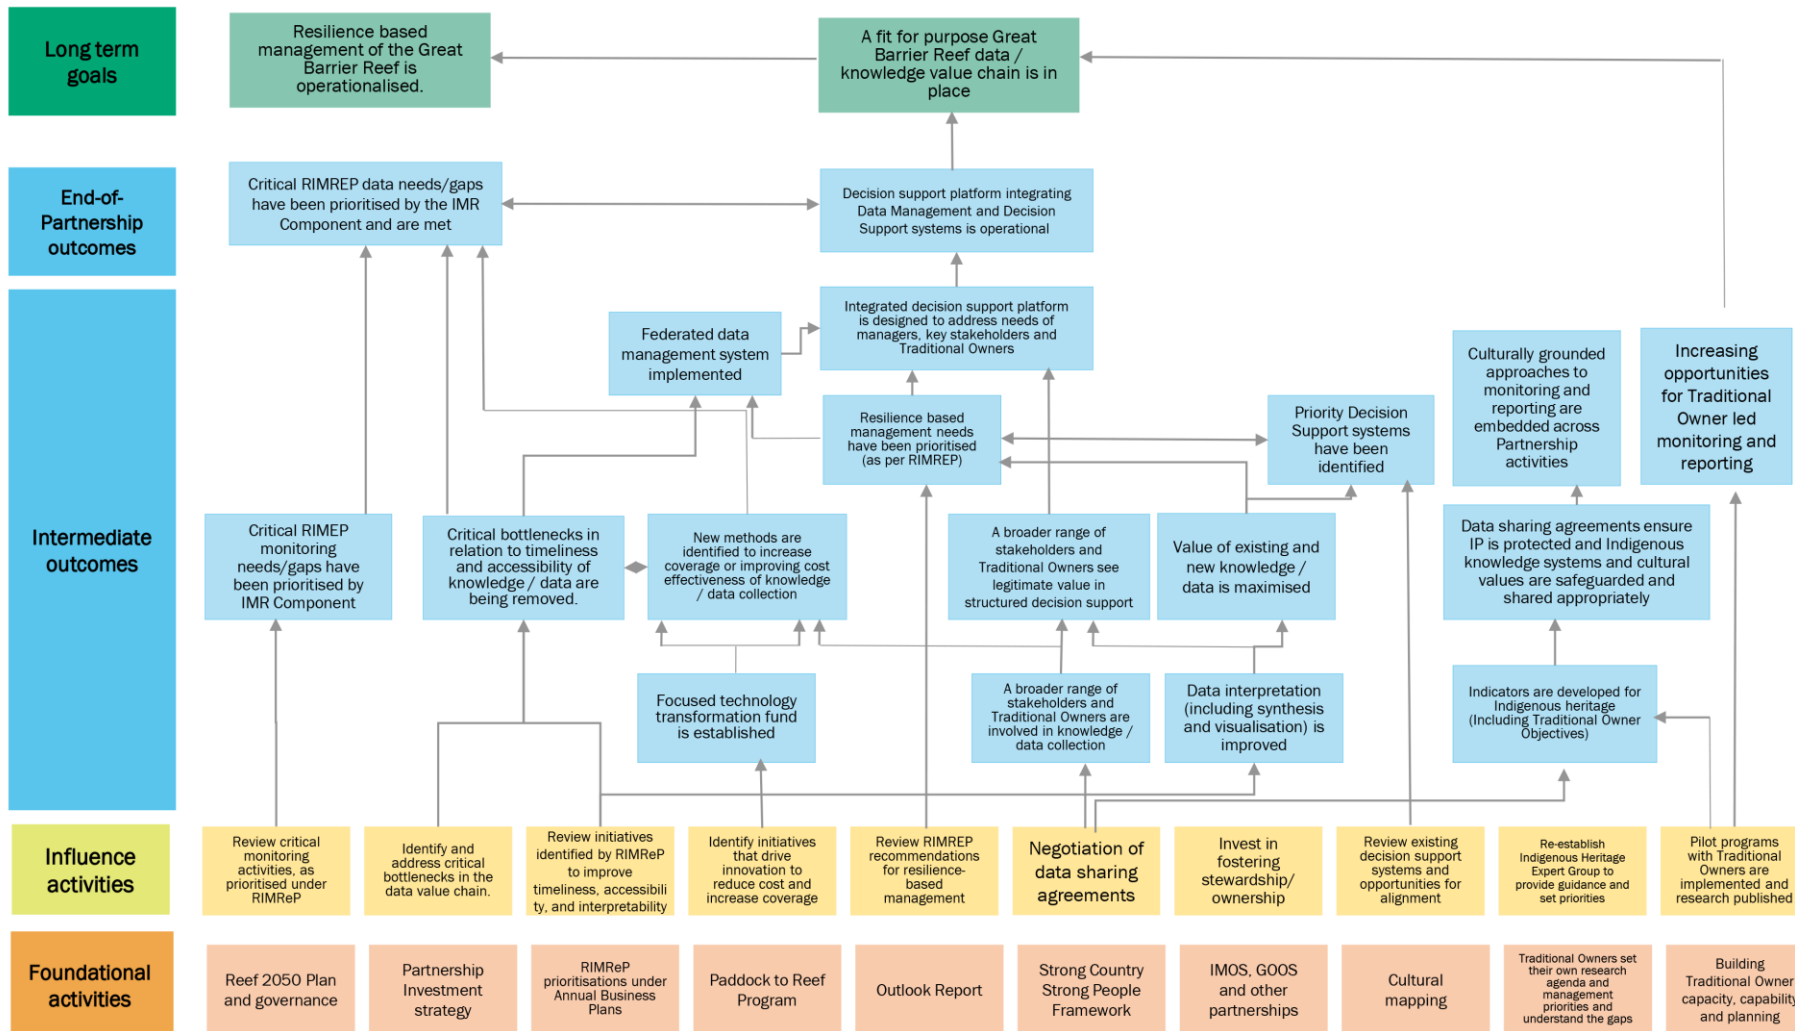 Long term
goals
Resilience based
management of the Great
Barrier Reef is
operationalised.
A fit for purpose Great
Barrier Reef data /
knowledge value chain is in
place
End-of-
Partnership
outcomes
Critical RIMREP data needs/gaps
have been prioritised by the IMR
Component and are met
Decision support platform integrating
Data Management and Decision
Support systems is operational
Intermediate
outcomes
Federated data
management system
implemented
Integrated decision support platform
is designed to address needs of
managers, key stakeholders and
Traditional Owners
Resilience based
management needs
have been prioritised
(as per RIMREP)
Priority Decision
Support systems
have been
identified
Culturally grounded
approaches to
monitoring and
reporting are
embedded across
Partnership
activities
Increasing
opportunities
for Traditional
Owner led
monitoring and
reporting
Critical RIMEP
monitoring
needs/gaps have
been prioritised by
IMR Component
Critical bottlenecks in
relation to timeliness
and accessibility of
knowledge / data are
being removed.
New methods are
identified to increase
coverage or improving cost
effectiveness of knowledge
/ data collection
A broader range of
stakeholders and
Traditional Owners see
legitimate value in
structured decision support
Value of existing and
new knowledge /
data is maximised
Data sharing agreements ensure
IP is protected and Indigenous
knowledge systems and cultural
values are safeguarded and
shared appropriately
Focused technology
transformation fund
is established
A broader range of
stakeholders and
Traditional Owners are
involved in knowledge /
data collection
Data interpretation
(including synthesis
and visualisation) is
improved
Indicators are developed for
Indigenous heritage
(Including Traditional Owner
Objectives)
Influence
activities
Review critical
monitoring
activities, as
prioritised under
RIMReP
Identify and
address critical
bottlenecks in the
data value chain.
Review initiatives
identified by RIMReP
to improve
timeliness, accessibili
ty, and interpretability
Identify initiatives
that drive
innovation to
reduce cost and
increase coverage
Review RIMREP
recommendations
for resilience-
based
management
Negotiation of
data sharing
agreements
Invest in
fostering
stewardship/
ownership
Review existing
decision support
systems and
opportunities for
alignment
Re-establish
Indigenous Heritage
Expert Group to
provide guidance and
set priorities
Pilot programs
with Traditional
Owners are
implemented and
research published
Foundational
activities
Reef 2050 Plan
and governance
Partnership
Investment
strategy
RIMReP
prioritisations under
Annual Business
Plans
Paddock to Reef
Program
Outlook Report
Strong Country
Strong People
Framework
IMOS, GOOS
and other
partnerships
Cultural
mapping
Traditional Owners set
their own research
agenda and
management
priorities and
understand the gaps
Building
Traditional Owner
capacity, capability
and planning